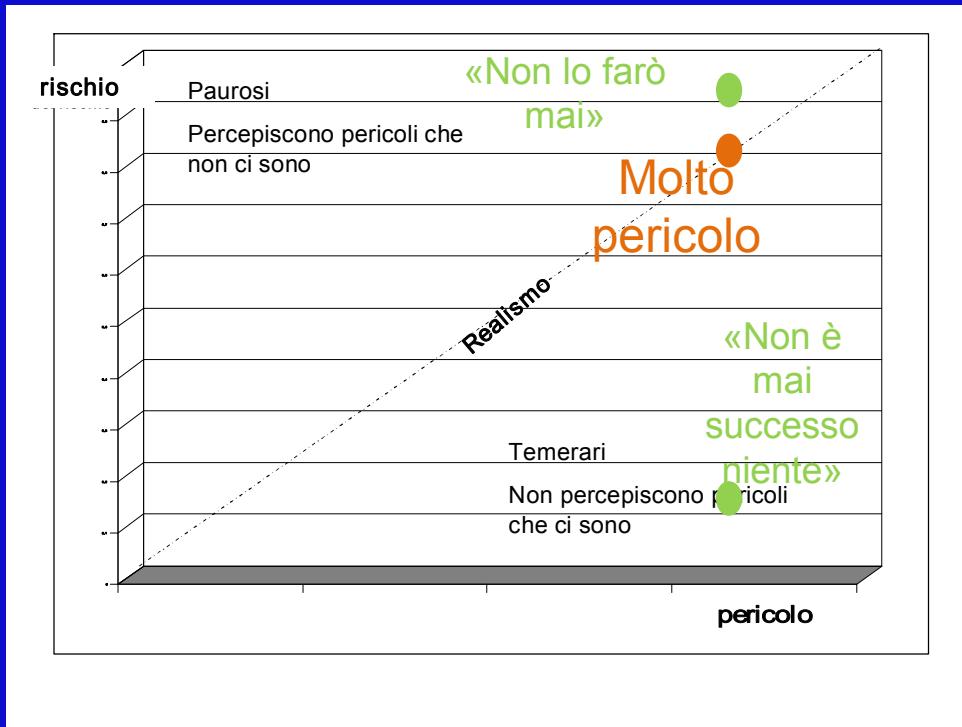 rischio
Paurosi
Percepiscono pericoli che
non ci sono
«Non lo farò
mai»
Molto
pericolo
Realismo
«Non è
mai
successo
niente»
Temerari
Non percepiscono pericoli
che ci sono
pericolo